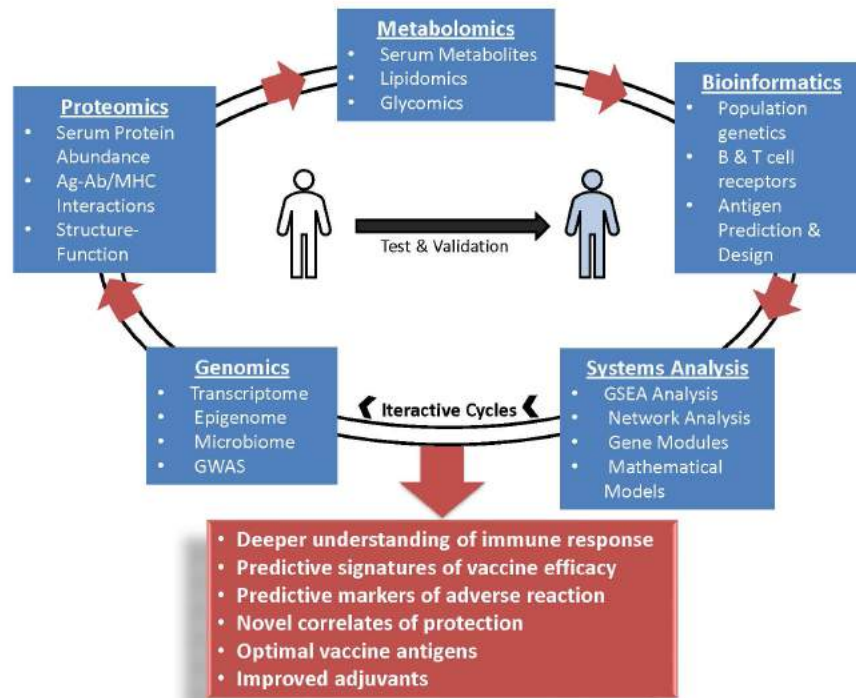 Metabolomics
• Serum Metabolites
• Lipidomics
• Glycomics
Proteomics
• Serum Protein
Abundance
• Ag-Ab/MHC
Interactions
• Structure-
Function
Bioinformatics
• Population
genetics
• B & T cell
receptors
• Antigen
Prediction &
Design
Test & Validation
Genomics
• Transcriptome
• Epigenome
• Microbiome
• GWAS
Iteractive Cycles
Systems Analysis
• GSEA Analysis
• Network Analysis
• Gene Modules
• Mathematical
Models
• Deeper understanding of immune response
• Predictive signatures of vaccine efficacy
• Predictive markers of adverse reaction
• Novel correlates of protection
• Optimal vaccine antigens
• Improved adjuvants